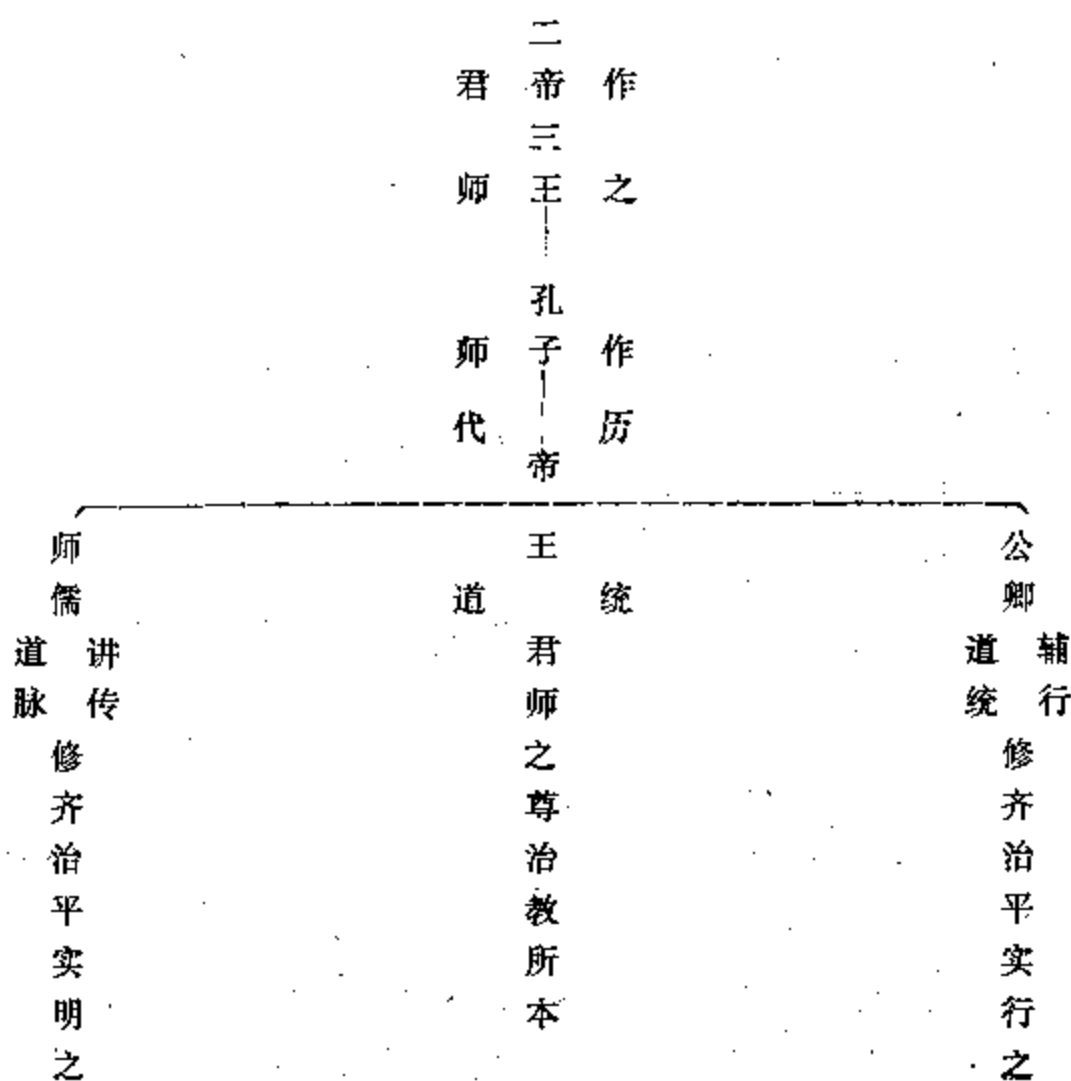 二帝三王
作之
君师
孔子
作师
历代
帝王
统道
君师之尊治教所本
公卿
辅行
道统
修齐治平实行之
师儒
讲传
道脉
修齐治平实明之